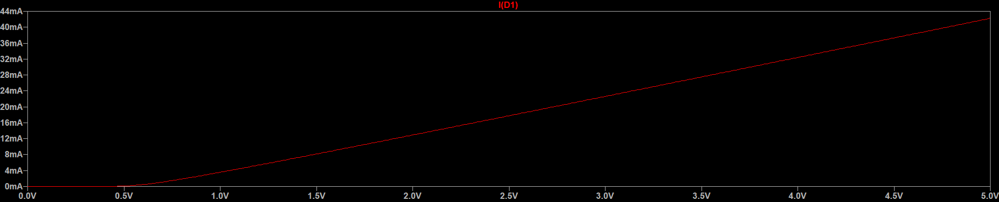 I(D1)
44mA
40mA
36mA
32mA
28mA
24mA
20mA
16mA
12mA
8mA
4mA
0mA
0.0V 0.5V 1.0V 1.5V 2.0V 2.5V 3.0V 3.5V 4.0V 4.5V 5.0V